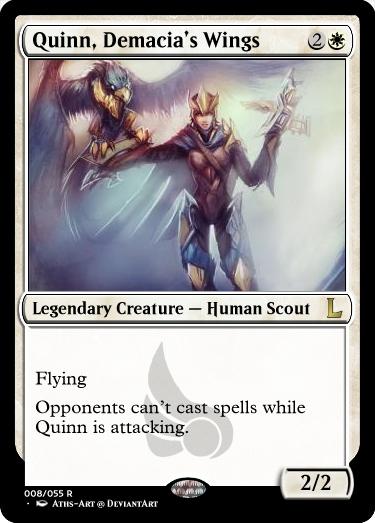 Quinn, Demacia's Wings 2
Legendary Creature — Human Scout L
Flying
Opponents can't cast spells while
Quinn is attacking.
2/2
008/055 R
· Aths-Art @ DeviantArt